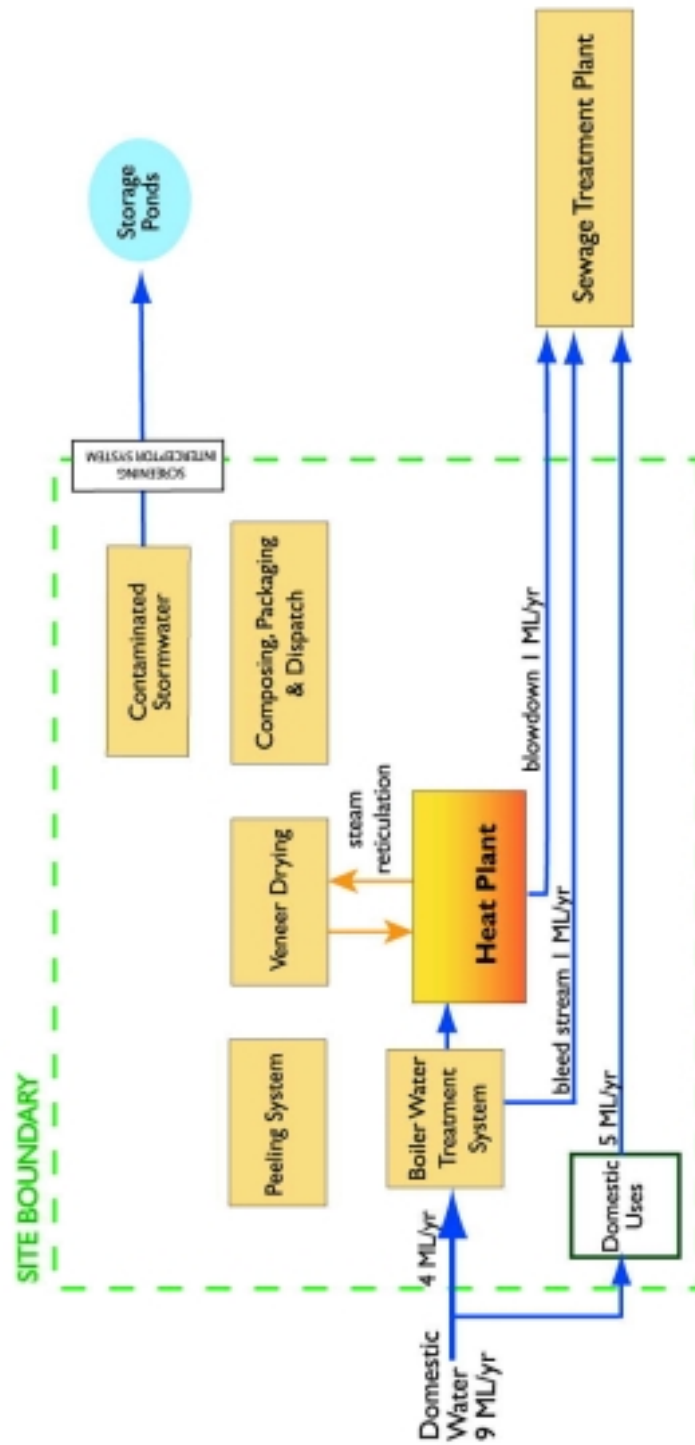 SITE BOUNDARY
Contaminated
Stormwater
SCREENING
INTERCEPTOR SYSTEM
Storage
Ponds
Peeling System
Veneer Drying
Composing, Packaging
& Dispatch
steam
reticulation
Domestic
Water
9 ML/yr
4 ML/yr
Boiler Water
Treatment
System
Heat Plant
blowdown 1 ML/yr
bleed stream 1 ML/yr
Domestic
Uses
5 ML/yr
Sewage Treatment Plant